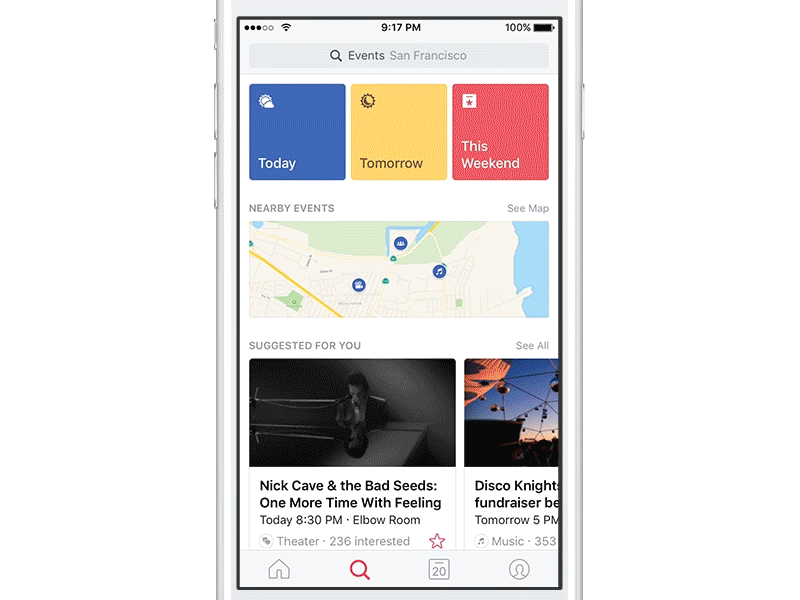 9:17 PM 100%
Events San Francisco
Today
Tomorrow
This
Weekend
NEARBY EVENTS See Map
SUGGESTED FOR YOU See All
Nick Cave & the Bad Seeds:
One More Time With Feeling
Today 8:30 PM · Elbow Room
Theater · 236 interested
Disco Knights
fundraiser be
Tomorrow 5 PM
Music · 353
20